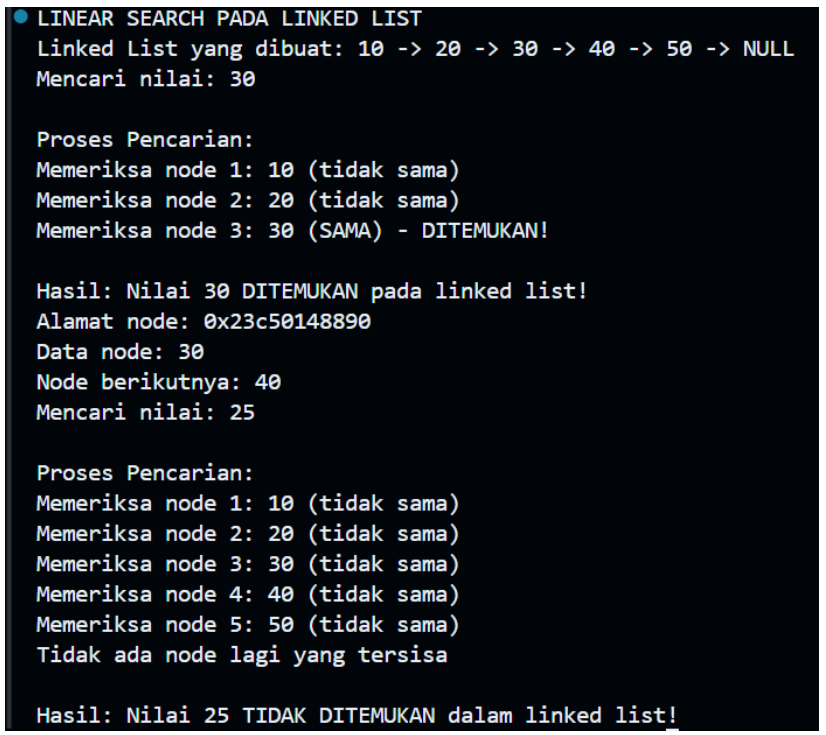 LINEAR SEARCH PADA LINKED LIST
Linked List yang dibuat: 10 -> 20 -> 30 -> 40 -> 50 -> NULL
Mencari nilai: 30
Proses Pencarian:
Memeriksa node 1: 10 (tidak sama)
Memeriksa node 2: 20 (tidak sama)
Memeriksa node 3: 30 (SAMA) - DITEMUKAN!
Hasil: Nilai 30 DITEMUKAN pada linked list!
Alamat node: 0x23c50148890
Data node: 30
Node berikutnya: 40
Mencari nilai: 25
Proses Pencarian:
Memeriksa node 1: 10 (tidak sama)
Memeriksa node 2: 20 (tidak sama)
Memeriksa node 3: 30 (tidak sama)
Memeriksa node 4: 40 (tidak sama)
Memeriksa node 5: 50 (tidak sama)
Tidak ada node lagi yang tersisa
Hasil: Nilai 25 TIDAK DITEMUKAN dalam linked list!